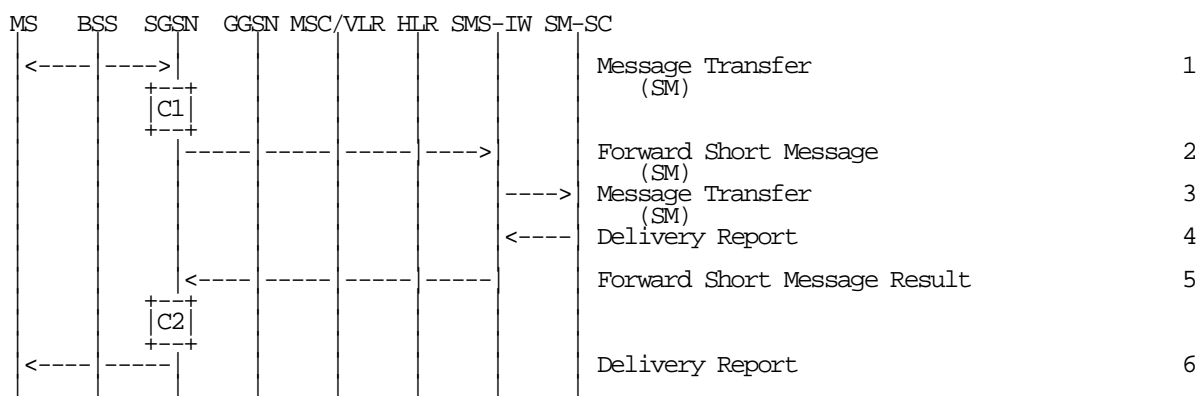 MS BSS SGSN GGSN MSC/VLR HLR SMS-IW SM-SC
Message Transfer 1
(SM)
C1
Forward Short Message 2
(SM)
Message Transfer 3
(SM)
Delivery Report 4
Forward Short Message Result 5
C2
Delivery Report 6